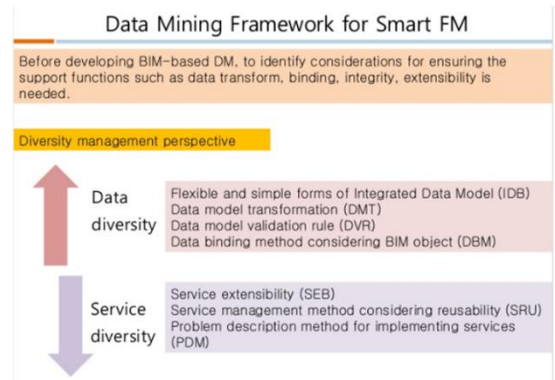 Data Mining Framework for Smart FM
Before developing BIM-based DM, to identify considerations for ensuring the
support functions such as data transform, binding, integrity, extensibility is
needed.
Diversity management perspective
Data
diversity
Flexible and simple forms of Integrated Data Model (IDB)
Data model transformation (DMT)
Data model validation rule (DVR)
Data binding method considering BIM object (DBM)
Service
diversity
Service extensibility (SEB)
Service management method considering reusability (SRU)
Problem description method for implementing services
(PDM)